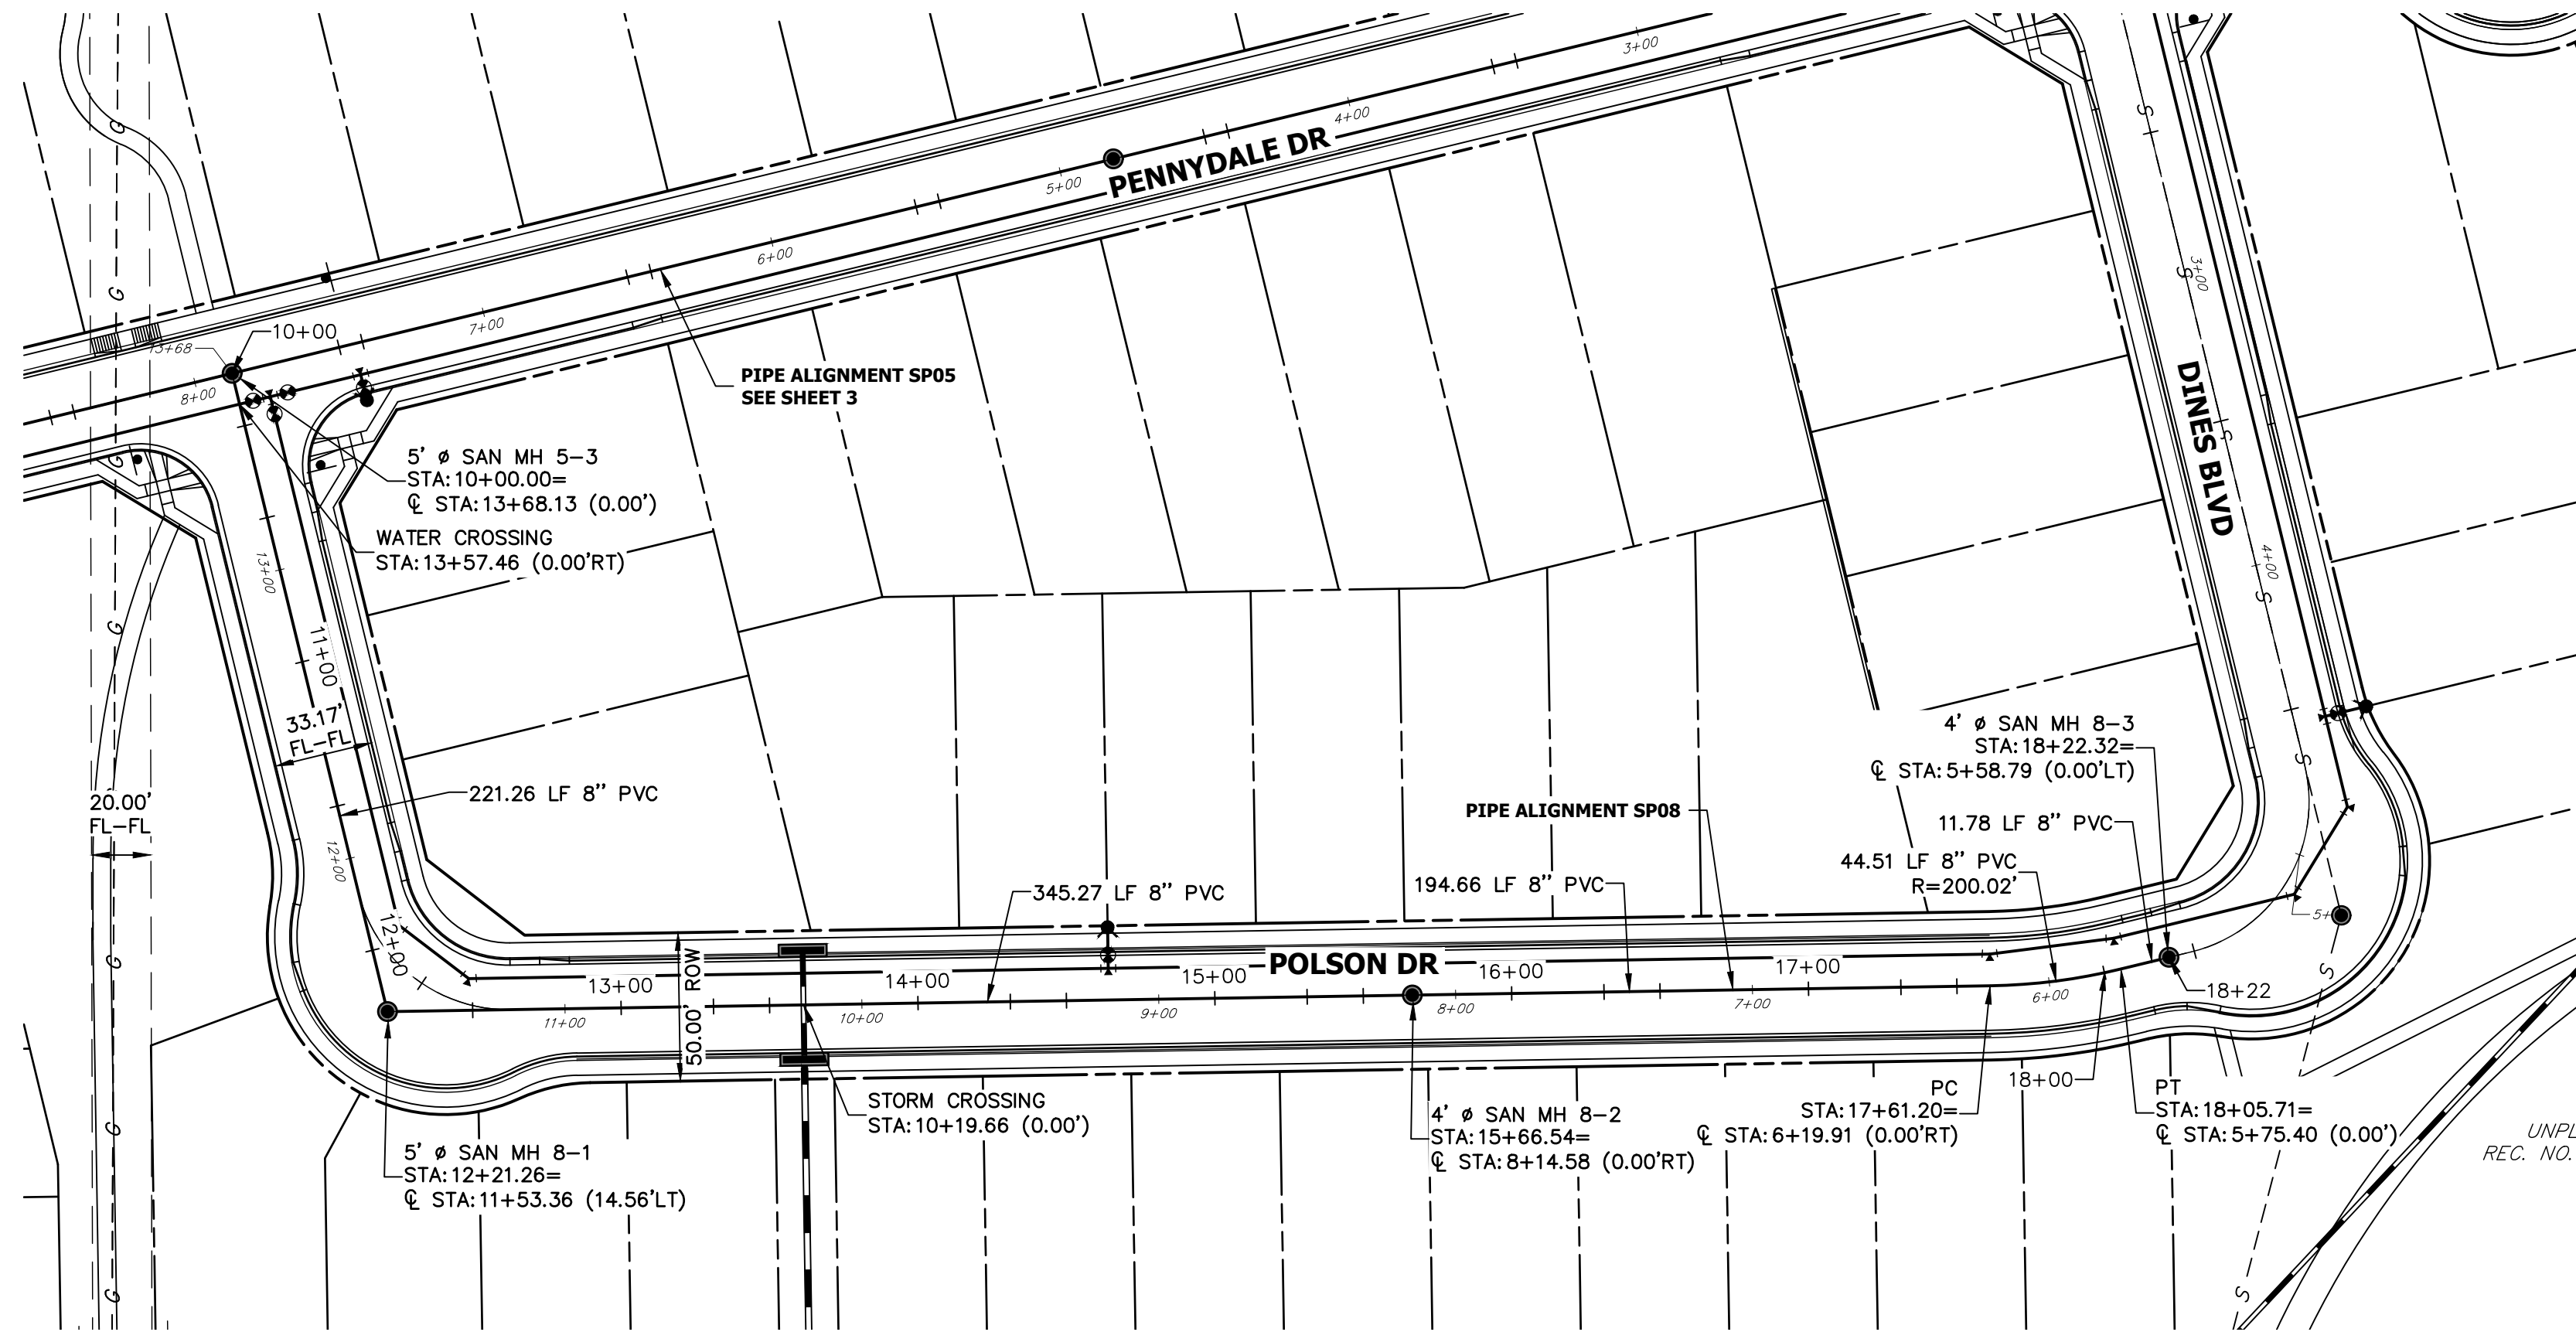 3+00
4+00
PENNYDALE DR
5+00
6+00
7+00
8+00
10+00
13+68
G
G
G
G
G
G
G
G
S
S
S
S
S
S
S
3+00
4+00
DINES BLVD
PIPE ALIGNMENT SP05
SEE SHEET 3
5' ø SAN MH 5-3
STA:10+00.00=
℄ STA:13+68.13 (0.00')
WATER CROSSING
STA:13+57.46 (0.00'RT)
13+00
11+00
33.17'
FL-FL
20.00'
FL-FL
221.26 LF 8" PVC
12+00
12+00
4' ø SAN MH 8-3
STA:18+22.32=
℄ STA:5+58.79 (0.00'LT)
PIPE ALIGNMENT SP08
11.78 LF 8" PVC
44.51 LF 8" PVC
R=200.02'
194.66 LF 8" PVC
345.27 LF 8" PVC
5+
50.00' ROW
POLSON DR
13+00
14+00
15+00
16+00
17+00
18+22
11+00
10+00
9+00
8+00
7+00
6+00
18+00
STORM CROSSING
STA:10+19.66 (0.00')
5' ø SAN MH 8-1
STA:12+21.26=
℄ STA:11+53.36 (14.56'LT)
4' ø SAN MH 8-2
STA:15+66.54=
℄ STA:8+14.58 (0.00'RT)
PC
STA:17+61.20=
℄ STA:6+19.91 (0.00'RT)
PT
STA:18+05.71=
℄ STA:5+75.40 (0.00')
UNPL
REC. NO.